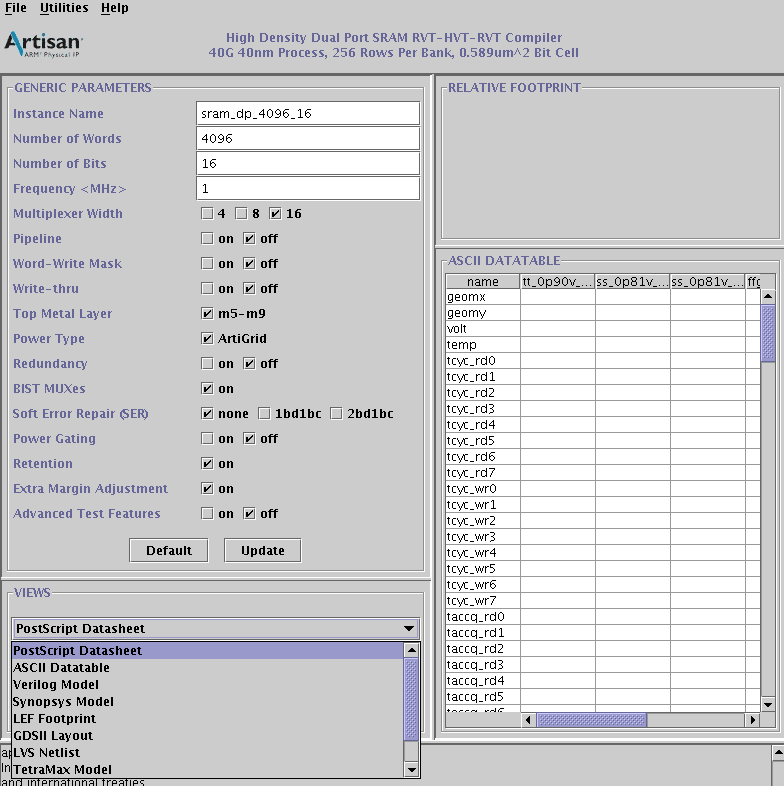 File Utilities Help
Artisan
ARM® Physical IP
High Density Dual Port SRAM RVT-HVT-RVT Compiler
40G 40nm Process, 256 Rows Per Bank, 0.589um^2 Bit Cell
GENERIC PARAMETERS
Instance Name sram_dp_4096_16
Number of Words 4096
Number of Bits 16
Frequency <MHz> 1
Multiplexer Width 4 8 16
Pipeline on off
Word-Write Mask on off
Write-thru on off
Top Metal Layer m5-m9
Power Type ArtiGrid
Redundancy on off
BIST MUXes on
Soft Error Repair (SER) none 1bd1bc 2bd1bc
Power Gating on off
Retention on
Extra Margin Adjustment on
Advanced Test Features on off
Default Update
VIEWS
PostScript Datasheet
PostScript Datasheet
ASCII Datatable
Verilog Model
Synopsys Model
LEF Footprint
GDSII Layout
LVS Netlist
TetraMax Model
ap
In
and international treaties
RELATIVE FOOTPRINT
ASCII DATATABLE
name tt_0p90v_... ss_0p81v_... ss_0p81v_... ffg
geomx
geomy
volt
temp
tcyc_rd0
tcyc_rd1
tcyc_rd2
tcyc_rd3
tcyc_rd4
tcyc_rd5
tcyc_rd6
tcyc_rd7
tcyc_wr0
tcyc_wr1
tcyc_wr2
tcyc_wr3
tcyc_wr4
tcyc_wr5
tcyc_wr6
tcyc_wr7
taccq_rd0
taccq_rd1
taccq_rd2
taccq_rd3
taccq_rd4
taccq_rd5
taccq_rd6